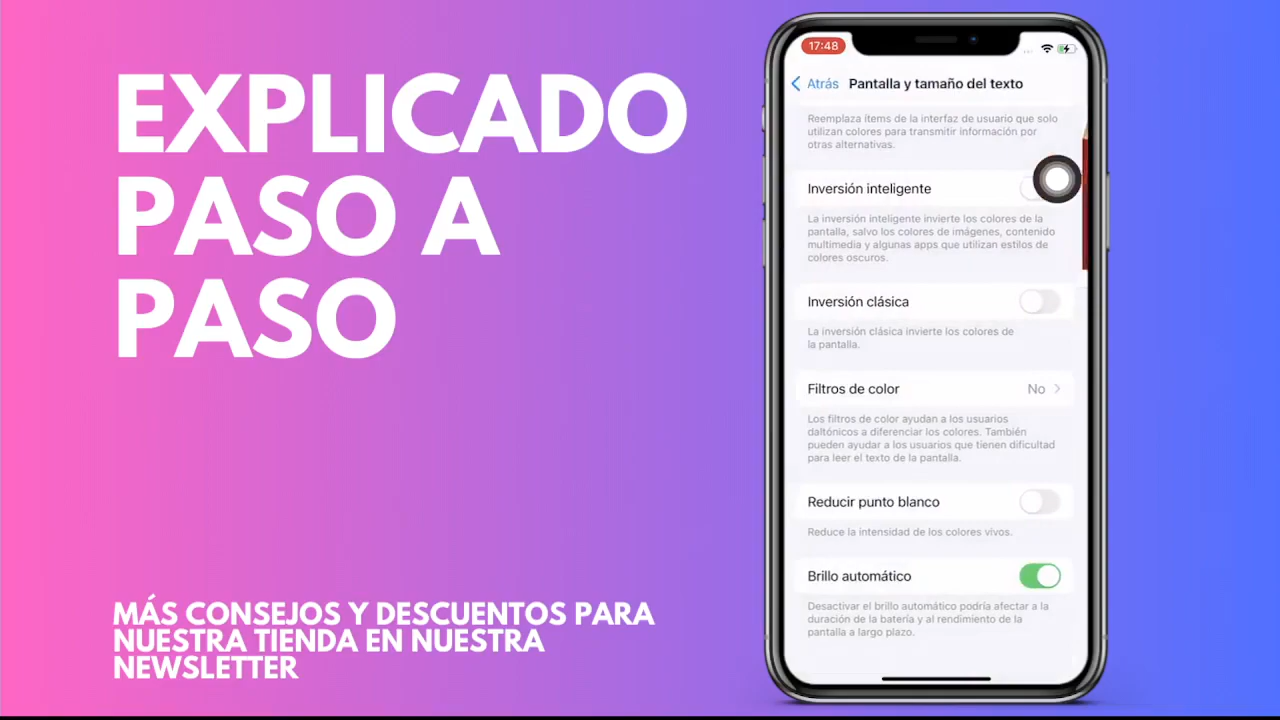 EXPLICADO
PASO A
PASO
MÁS CONSEJOS Y DESCUENTOS PARA
NUESTRA TIENDA EN NUESTRA
NEWSLETTER
17:48
Atrás Pantalla y tamaño del texto
Reemplaza ítems de la interfaz de usuario que solo
utilizan colores para transmitir información por
otras alternativas.
Inversión inteligente
La inversión inteligente invierte los colores de la
pantalla, salvo los colores de imágenes, contenido
multimedia y algunas apps que utilizan estilos de
colores oscuros.
Inversión clásica
La inversión clásica invierte los colores de
la pantalla.
Filtros de color No
Los filtros de color ayudan a los usuarios
daltónicos a diferenciar los colores. También
pueden ayudar a los usuarios que tienen dificultad
para leer el texto de la pantalla.
Reducir punto blanco
Reduce la intensidad de los colores vivos.
Brillo automático
Desactivar el brillo automático podría afectar a la
duración de la batería y al rendimiento de la
pantalla a largo plazo.